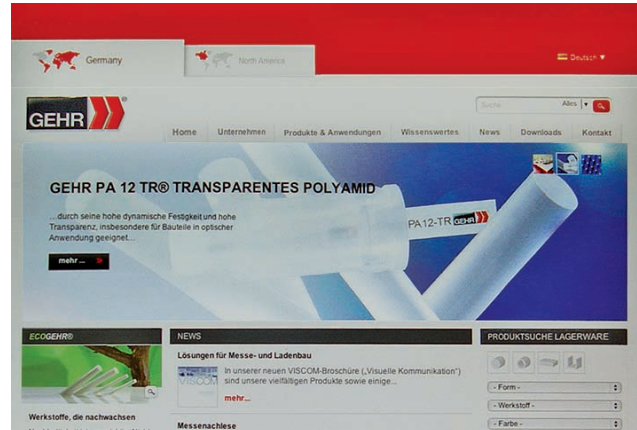 Germany
North America
Deutsch
GEHR
Suche
Alles
Home Unternehmen Produkte & Anwendungen Wissenswertes News Downloads Kontakt
GEHR PA 12 TR® TRANSPARENTES POLYAMID
...durch seine hohe dynamische Festigkeit und hohe
Transparenz, insbesondere für Bauteile in optischer
Anwendung geeignet...
mehr ...
PA 12-TR GEHR
ECOGEHR®
Werkstoffe, die nachwachsen
NEWS
Lösungen für Messe- und Ladenbau
VISCOM
In unserer neuen VISCOM-Broschüre („Visuelle Kommunikation")
sind unsere vielfältigen Produkte sowie einige...
mehr...
Messenachlese
PRODUKTSUCHE LAGERWARE
- Form -
- Werkstoff -
- Farbe -